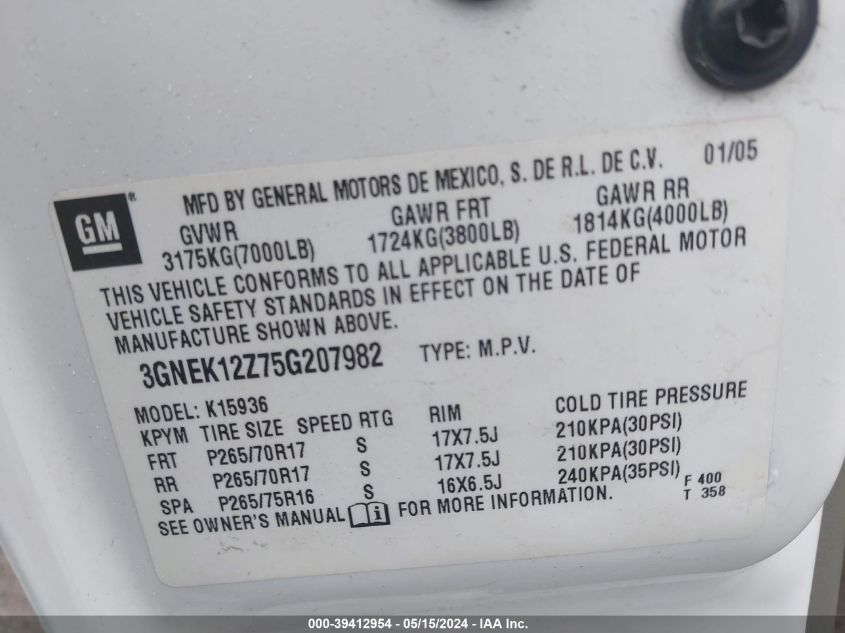 GM ®
MFD BY GENERAL MOTORS DE MEXICO, S. DE R.L. DE C.V. 01/05
GVWR GAWR FRT GAWR RR
3175KG(7000LB) 1724KG(3800LB) 1814KG(4000LB)
THIS VEHICLE CONFORMS TO ALL APPLICABLE U.S. FEDERAL MOTOR
VEHICLE SAFETY STANDARDS IN EFFECT ON THE DATE OF
MANUFACTURE SHOWN ABOVE.
3GNEK12Z75G207982 TYPE: M.P.V.
MODEL: K15936
KPYM TIRE SIZE SPEED RTG RIM COLD TIRE PRESSURE
FRT P265/70R17 S 17X7.5J 210KPA(30PSI)
RR P265/70R17 S 17X7.5J 210KPA(30PSI)
SPA P265/75R16 S 16X6.5J 240KPA(35PSI)
SEE OWNER'S MANUAL i FOR MORE INFORMATION.
F 400
T 358
000-39412954 - 05/15/2024 - IAA Inc.